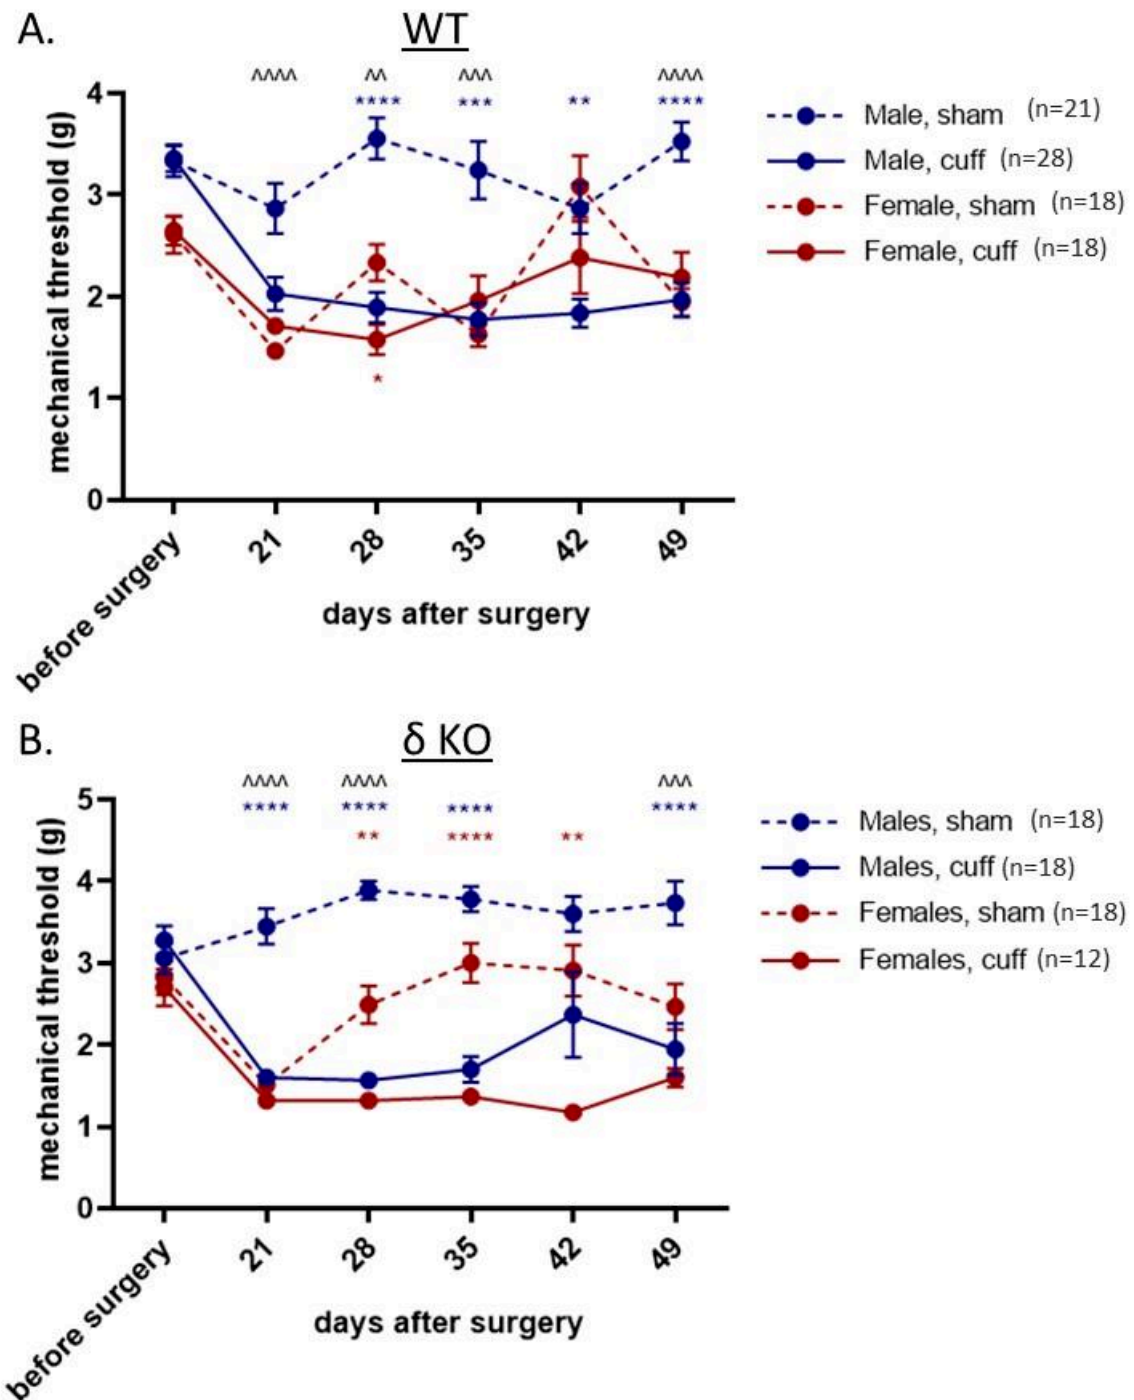 A.
WT
^^^^ ^^ ^^^ ^^^^
**** *** ** ****
4
3
2
1
0
mechanical threshold (g)
*
before surgery 21 28 35 42 49
days after surgery
Male, sham (n=21)
Male, cuff (n=28)
Female, sham (n=18)
Female, cuff (n=18)
B.
δ KO
^^^^ ^^^^ ^^^
**** **** **** ****
** **** **
5
4
3
2
1
0
mechanical threshold (g)
before surgery 21 28 35 42 49
days after surgery
Males, sham (n=18)
Males, cuff (n=18)
Females, sham (n=18)
Females, cuff (n=12)